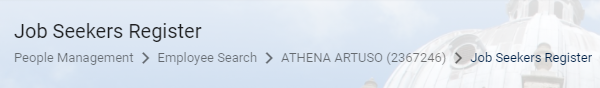 Job Seekers Register
People Management > Employee Search > ATHENA ARTUSO (2367246) > Job Seekers Register